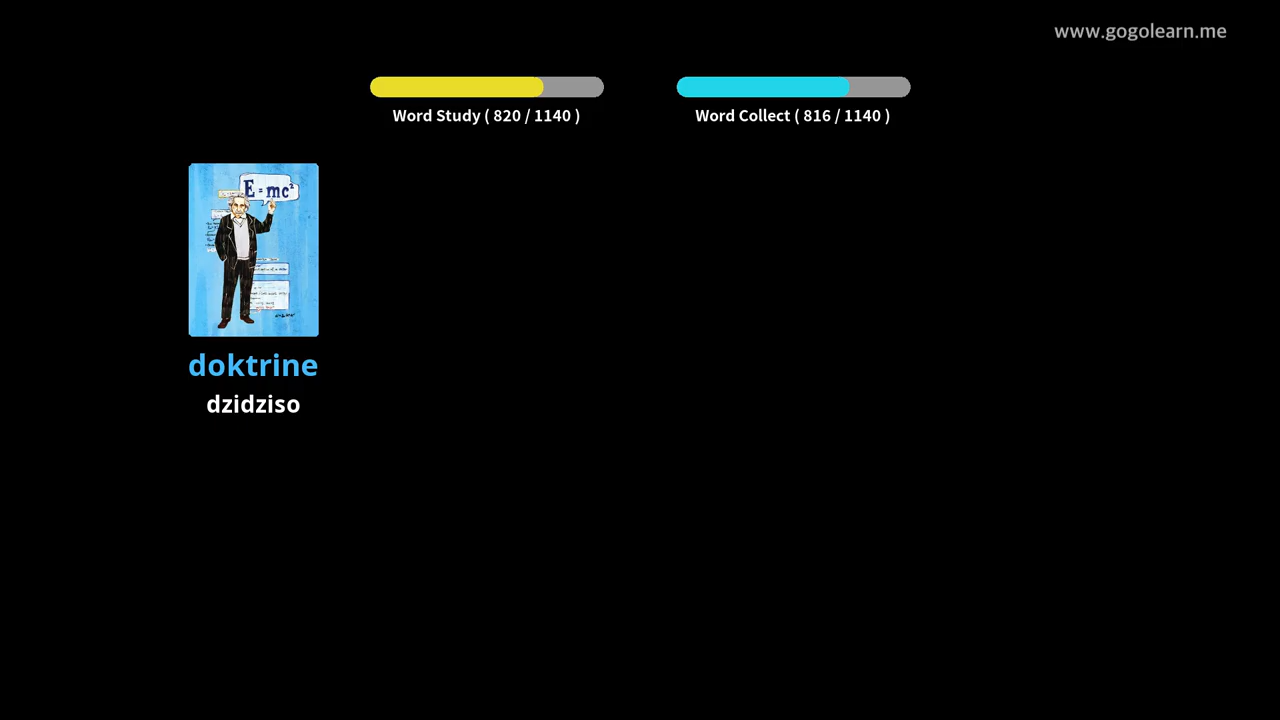 www.gogolearn.me
Word Study ( 820 / 1140 )
Word Collect ( 816 / 1140 )
E=mc²
doktrine
dzidziso